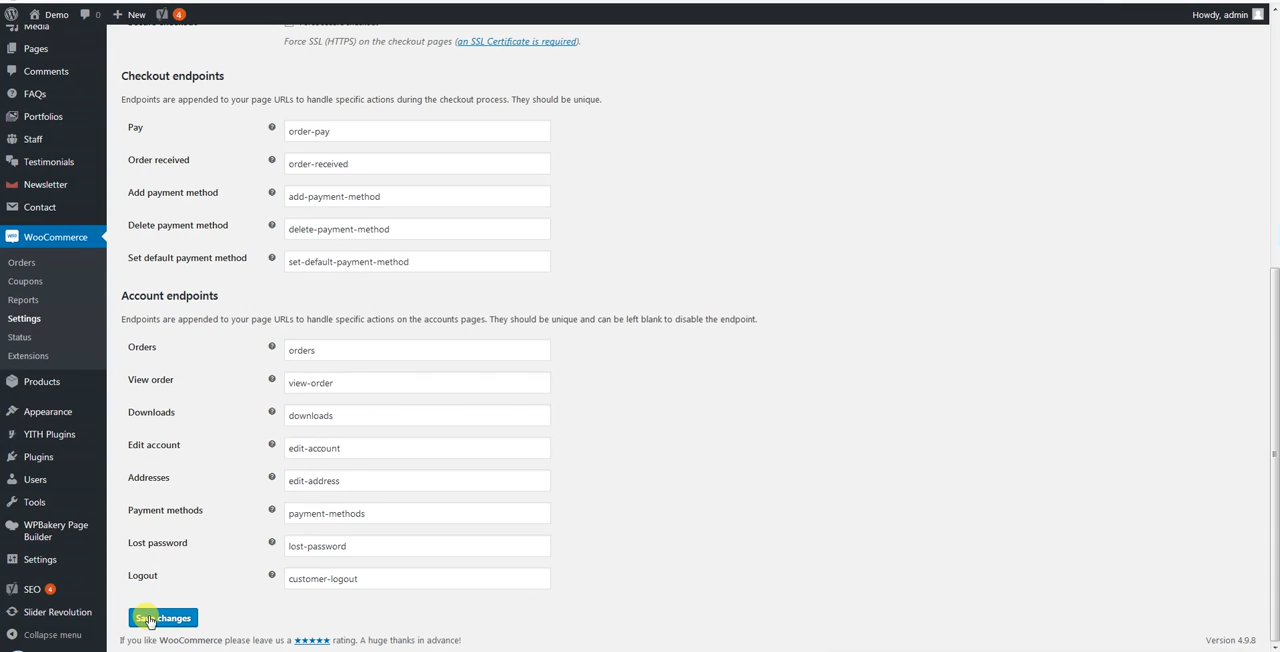 Demo 0 + New 4 Howdy, admin
Media
Pages
Comments
FAQs
Portfolios
Staff
Testimonials
Newsletter
Contact
WooCommerce
Orders
Coupons
Reports
Settings
Status
Extensions
Products
Appearance
YITH Plugins
Plugins
Users
Tools
WPBakery Page
Builder
Settings
SEO 4
Slider Revolution
Collapse menu
Force SSL (HTTPS) on the checkout pages (an SSL Certificate is required).
Checkout endpoints
Endpoints are appended to your page URLs to handle specific actions during the checkout process. They should be unique.
Pay order-pay
Order received order-received
Add payment method add-payment-method
Delete payment method delete-payment-method
Set default payment method set-default-payment-method
Account endpoints
Endpoints are appended to your page URLs to handle specific actions on the accounts pages. They should be unique and can be left blank to disable the endpoint.
Orders orders
View order view-order
Downloads downloads
Edit account edit-account
Addresses edit-address
Payment methods payment-methods
Lost password lost-password
Logout customer-logout
Save changes
If you like WooCommerce please leave us a ★★★★★ rating. A huge thanks in advance! Version 4.9.8